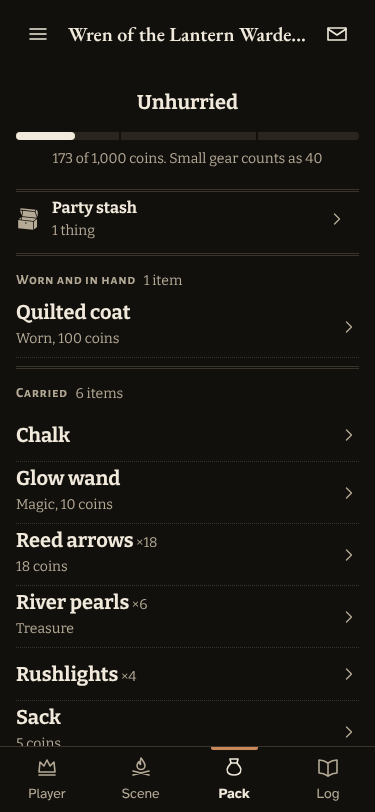 Wren of the Lantern Warde...
Unhurried
173 of 1,000 coins. Small gear counts as 40
Party stash
1 thing
WORN AND IN HAND 1 item
Quilted coat
Worn, 100 coins
CARRIED 6 items
Chalk
Glow wand
Magic, 10 coins
Reed arrows ×18
18 coins
River pearls ×6
Treasure
Rushlights ×4
Sack
5 coins
Player Scene Pack Log